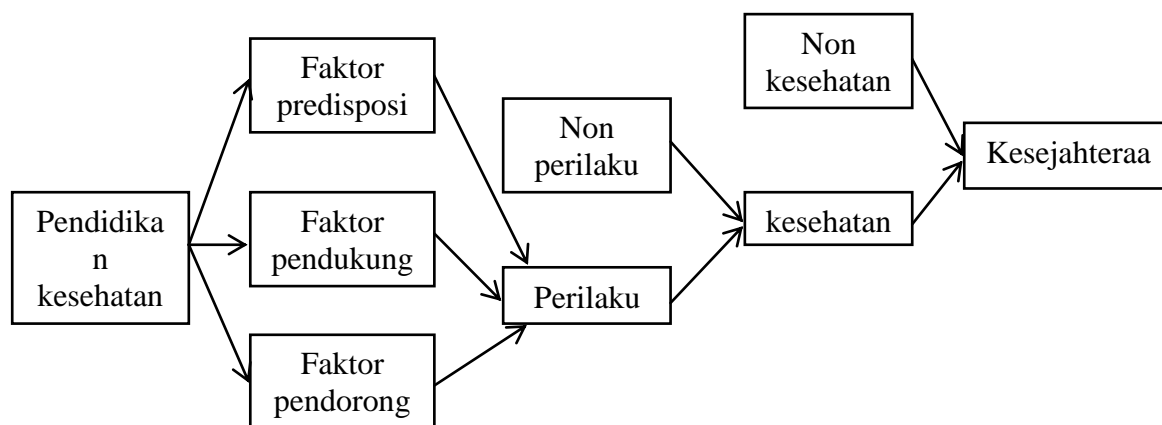 Pendidika
n
kesehatan
Faktor
predisposi
Faktor
pendukung
Faktor
pendorong
Non
perilaku
Perilaku
Non
kesehatan
kesehatan
Kesejahteraa